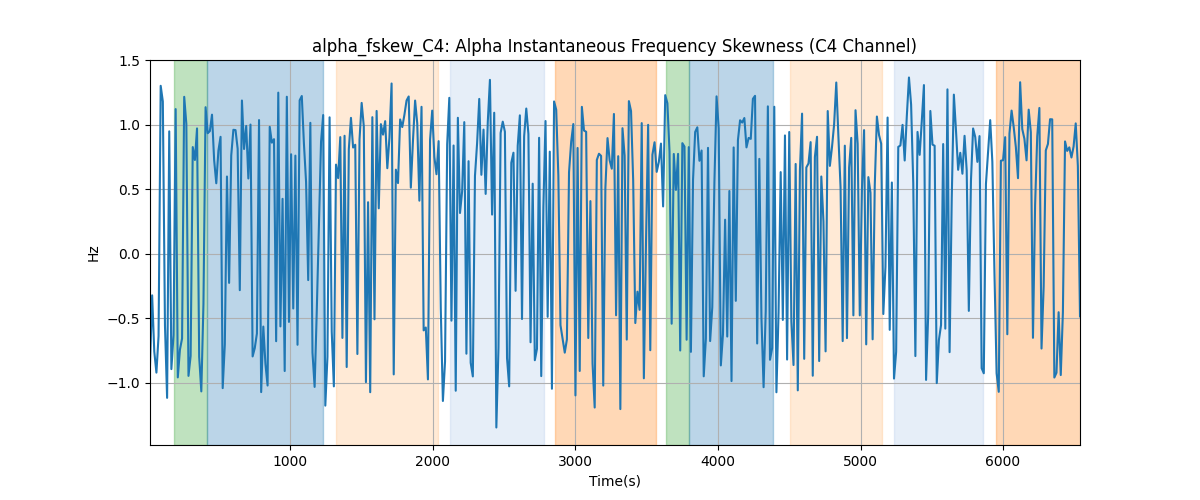 alpha_fskew_C4: Alpha Instantaneous Frequency Skewness (C4 Channel)
1.5
1.0
0.5
0.0
−0.5
−1.0
Hz
1000 2000 3000 4000 5000 6000
Time(s)